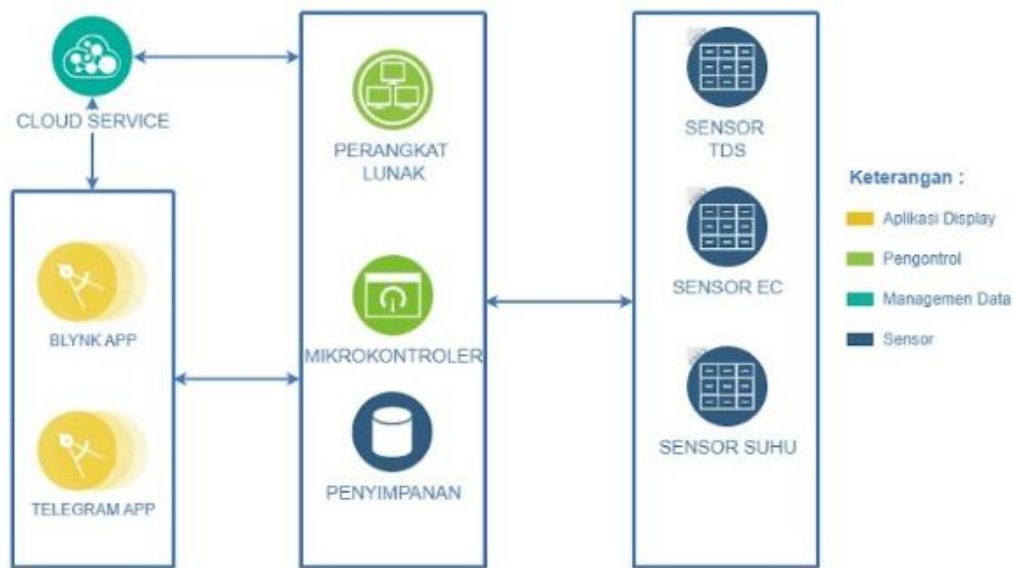 CLOUD SERVICE
BLYNK APP
TELEGRAM APP
PERANGKAT
LUNAK
MIKROKONTROLER
PENYIMPANAN
SENSOR
TDS
SENSOR EC
SENSOR SUHU
Keterangan :
Aplikasi Display
Pengontrol
Managemen Data
Sensor